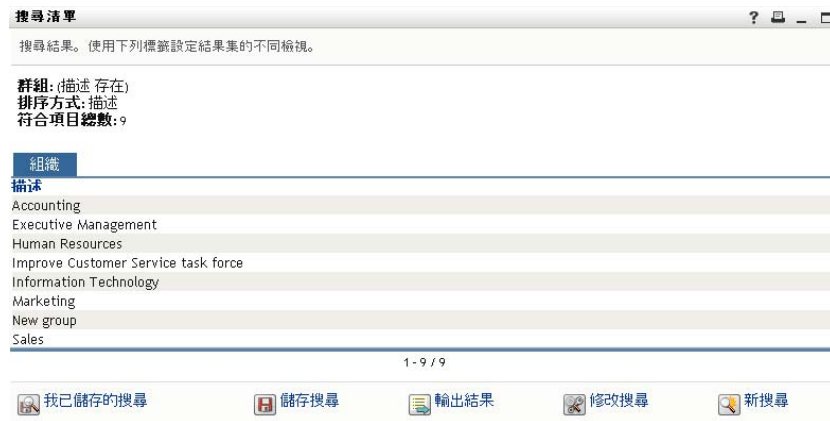 搜尋清單
?
搜尋結果。使用下列標籤設定結果集的不同檢視。
群組: (描述 存在)
排序方式: 描述
符合項目總數: 9
組織
描述
Accounting
Executive Management
Human Resources
Improve Customer Service task force
Information Technology
Marketing
New group
Sales
1 - 9 / 9
我已儲存的搜尋 儲存搜尋 輸出結果 修改搜尋 新搜尋